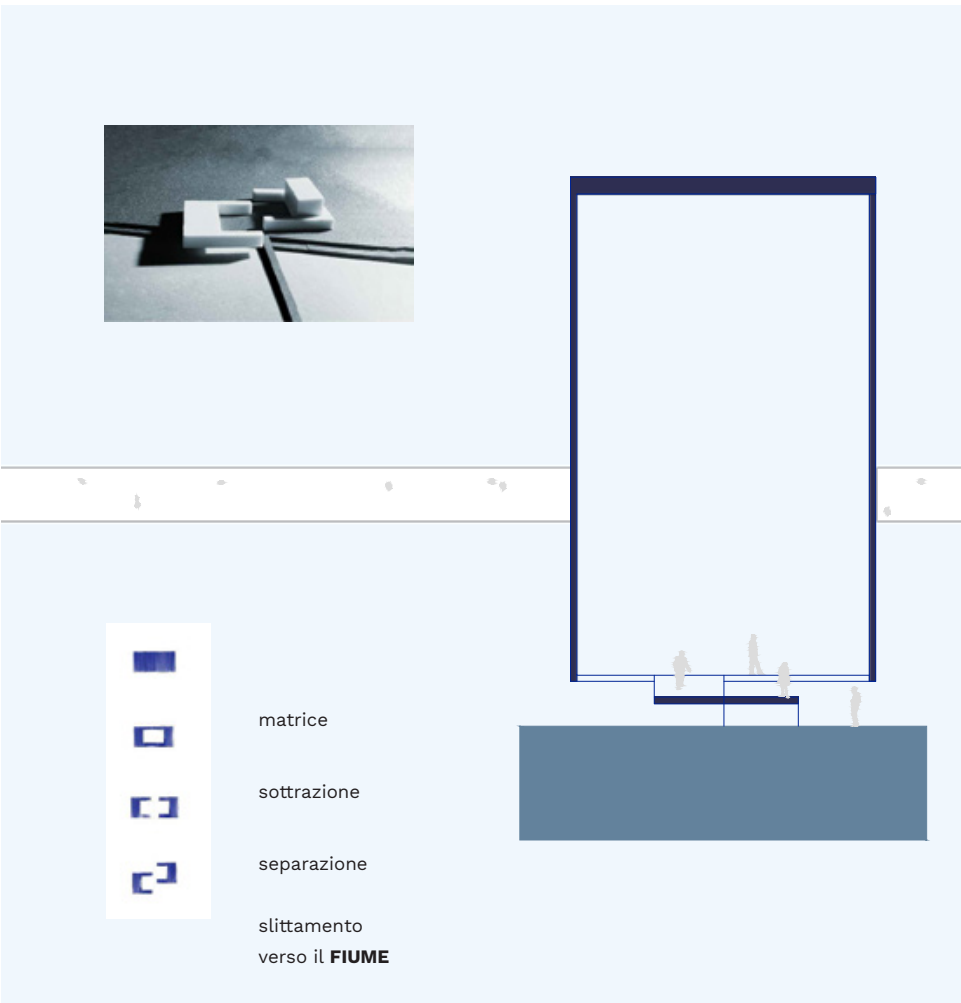 matrice
sottrazione
separazione
slittamento
verso il FIUME